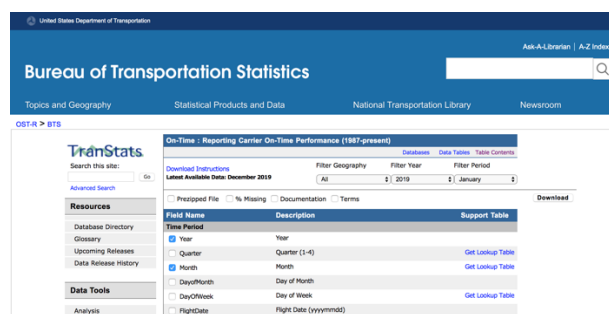 United States Department of Transportation
Ask-A-Librarian | A-Z Index
Bureau of Transportation Statistics
Topics and Geography Statistical Products and Data National Transportation Library Newsroom
OST-R > BTS
TranStats
Search this site:
Go
Advanced Search
Resources
Database Directory
Glossary
Upcoming Releases
Data Release History
Data Tools
Analysis
On-Time : Reporting Carrier On-Time Performance (1987-present)
Databases Data Tables Table Contents
Download Instructions
Latest Available Data: December 2019
Filter Geography Filter Year Filter Period
All 2019 January
Prezipped File % Missing Documentation Terms Download
Field Name Description Support Table
Time Period
Year Year
Quarter Quarter (1-4) Get Lookup Table
Month Month Get Lookup Table
DayofMonth Day of Month
DayOfWeek Day of Week Get Lookup Table
FlightDate Flight Date (yyyymmdd)